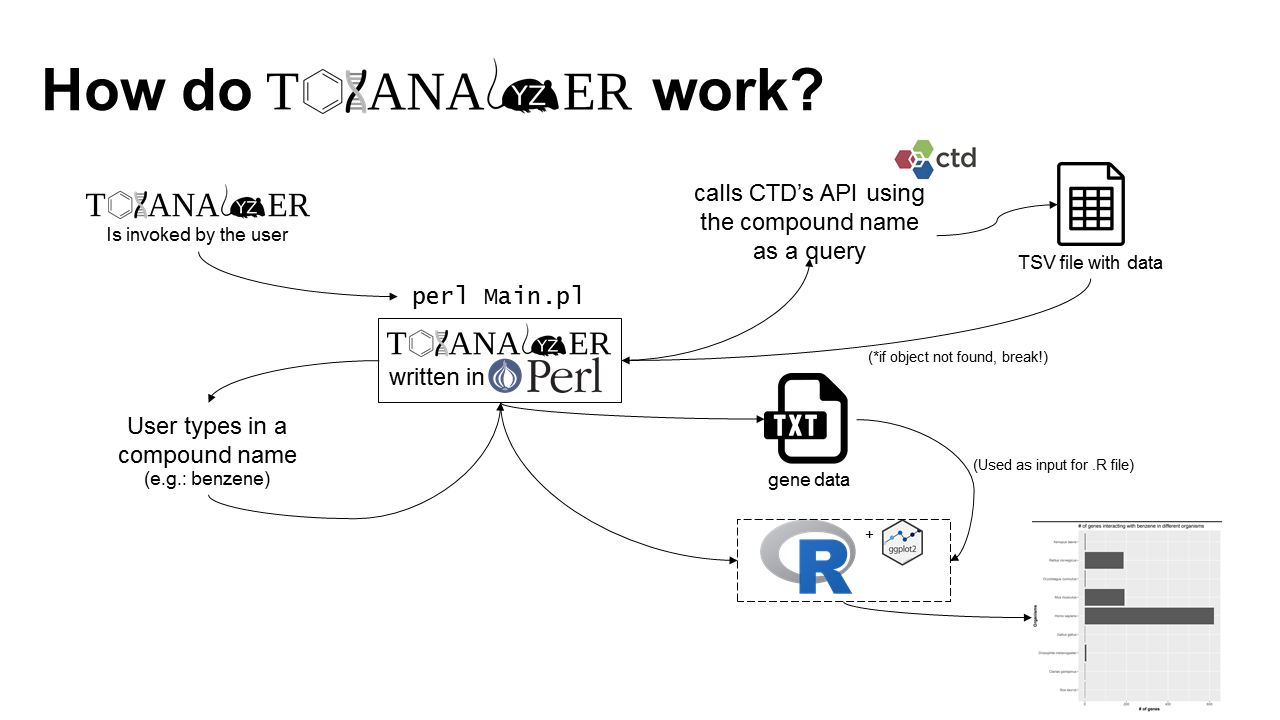 How do TOXANALYZER work?
ctd
TOXANALYZER
Is invoked by the user
calls CTD's API using
the compound name
as a query
TSV file with data
perl Main.pl
TOXANALYZER
written in Perl
(*if object not found, break!)
User types in a
compound name
(e.g.: benzene)
TXT
gene data
(Used as input for .R file)
R + ggplot2
# of genes interacting with benzene in different organisms
Xenopus laevis
Rattus norvegicus
Oryctolagus cuniculus
Mus musculus
Homo sapiens
Gallus gallus
Drosophila melanogaster
Bos taurus
Organisms
0 200 400 600
# of genes